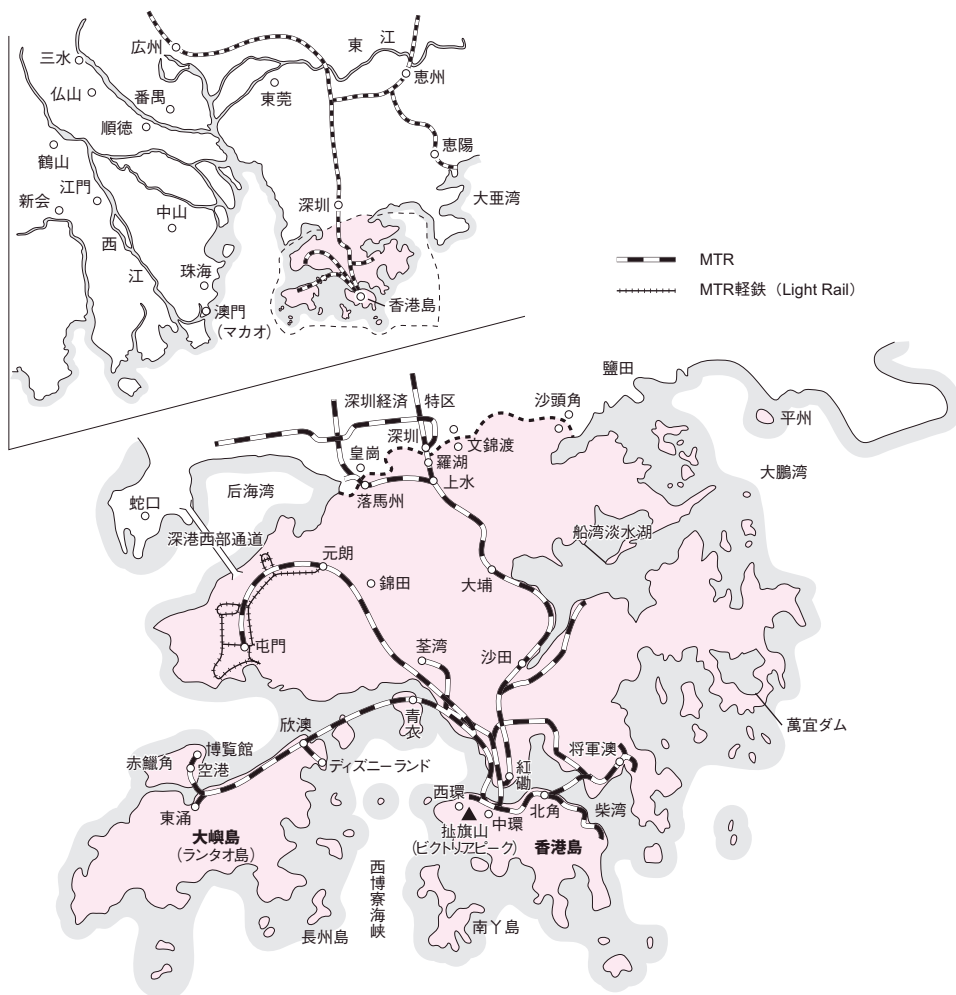 広州
東
江
三水
恵州
仏山
番禺
東莞
順徳
鶴山
恵陽
江門
新会
大亜湾
中山
深圳
西
江
珠海
香港島
澳門
(マカオ)
MTR
MTR軽鉄(Light Rail)
鹽田
深圳経済
特区
沙頭角
平州
深圳
文錦渡
皇崗
羅湖
上水
大鵬湾
后海湾
落馬州
蛇口
船湾淡水湖
深港西部通道
元朗
錦田
大埔
屯門
荃湾
沙田
萬宜ダム
青衣
欣澳
博覧館
赤鱲角
空港
ディズニーランド
将軍澳
紅磡
東涌
西環
北角
柴湾
中環
大嶼島
(ランタオ島)
扯旗山
(ビクトリアピーク)
香港島
西博寮海峡
長州島
南丫島